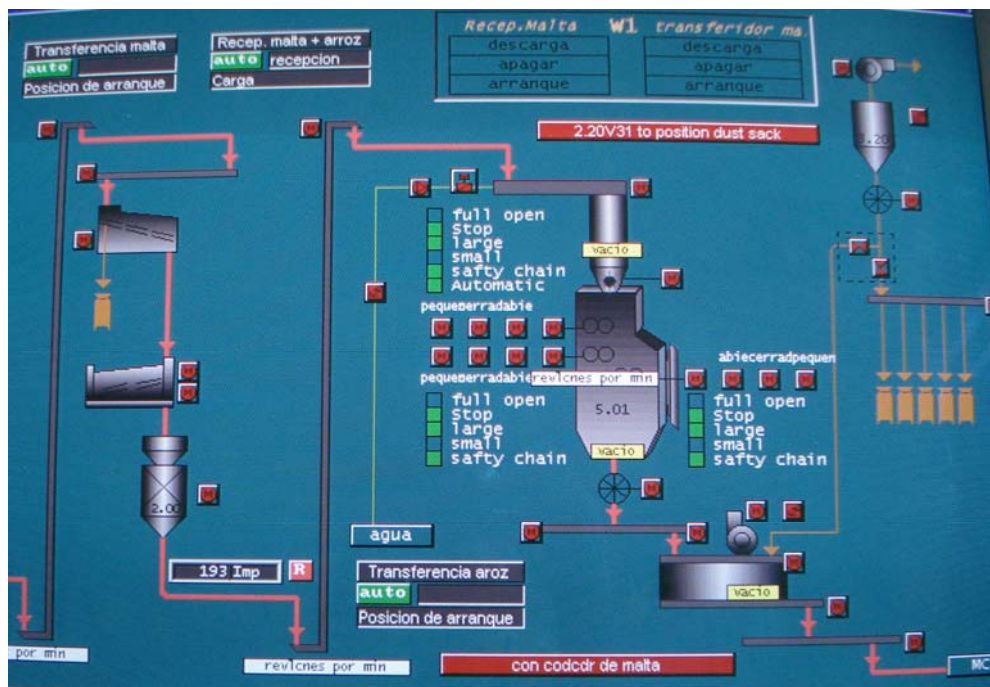 Recep.Malta W1 transferidor ma.
descarga descarga
apagar apagar
arranque arranque
Transferencia malta
auto
Posicion de arranque
Recep. malta + arroz
auto recepcion
Carga
2.20V31 to position dust sack
3.20
full open
Stop
large
small
safty chain
Automatic
vacio
pequeerradabie
abiecerradpequen
pequeerradabie
revlcnes por min
5.01
full open
Stop
large
small
safty chain
full open
Stop
large
small
safty chain
vacio
2.00
agua
193 Imp R
Transferencia aroz
auto
Posicion de arranque
vacio
por min
revlcnes por min
con codcdr de malta
MC